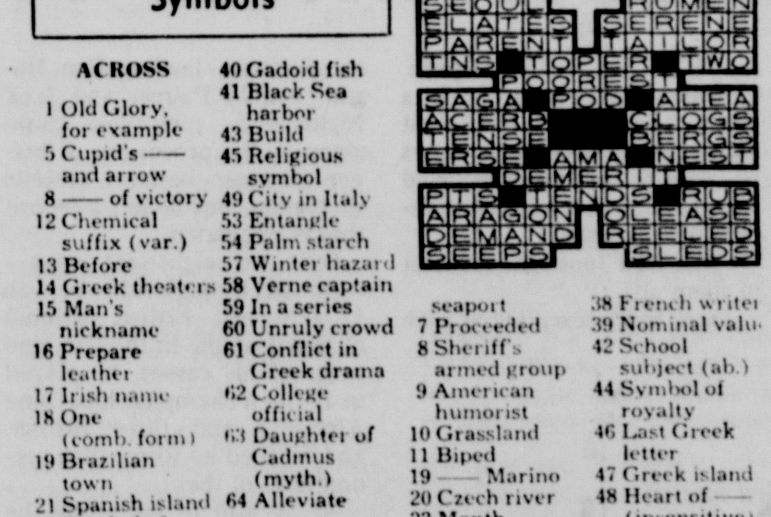 Symbols
ACROSS
1 Old Glory,
for example
5 Cupid's ——
and arrow
8 —— of victory
12 Chemical
suffix (var.)
13 Before
14 Greek theaters
15 Man's
nickname
16 Prepare
leather
17 Irish name
18 One
(comb. form)
19 Brazilian
town
21 Spanish island
40 Gadoid fish
41 Black Sea
harbor
43 Build
45 Religious
symbol
49 City in Italy
53 Entangle
54 Palm starch
57 Winter hazard
58 Verne captain
59 In a series
60 Unruly crowd
61 Conflict in
Greek drama
62 College
official
63 Daughter of
Cadmus
(myth.)
64 Alleviate
SEQUL RUMEN
ELATES SERENE
PARENT TAILOR
TNS TOPER TWO
POOREST
SAGA POD ALEA
ACERB CLOGS
TENSE BERGS
ERSE AMA NEST
DEMERIT
PTS TENDS RUB
ARAGON OLEASE
DEMAND REELED
SEEPS SLEDS
seaport
7 Proceeded
8 Sheriff's
armed group
9 American
humorist
10 Grassland
11 Biped
19 —— Marino
20 Czech river
22 Mouth
38 French writer
39 Nominal valu
42 School
subject (ab.)
44 Symbol of
royalty
46 Last Greek
letter
47 Greek island
48 Heart of ——
(insensitive)